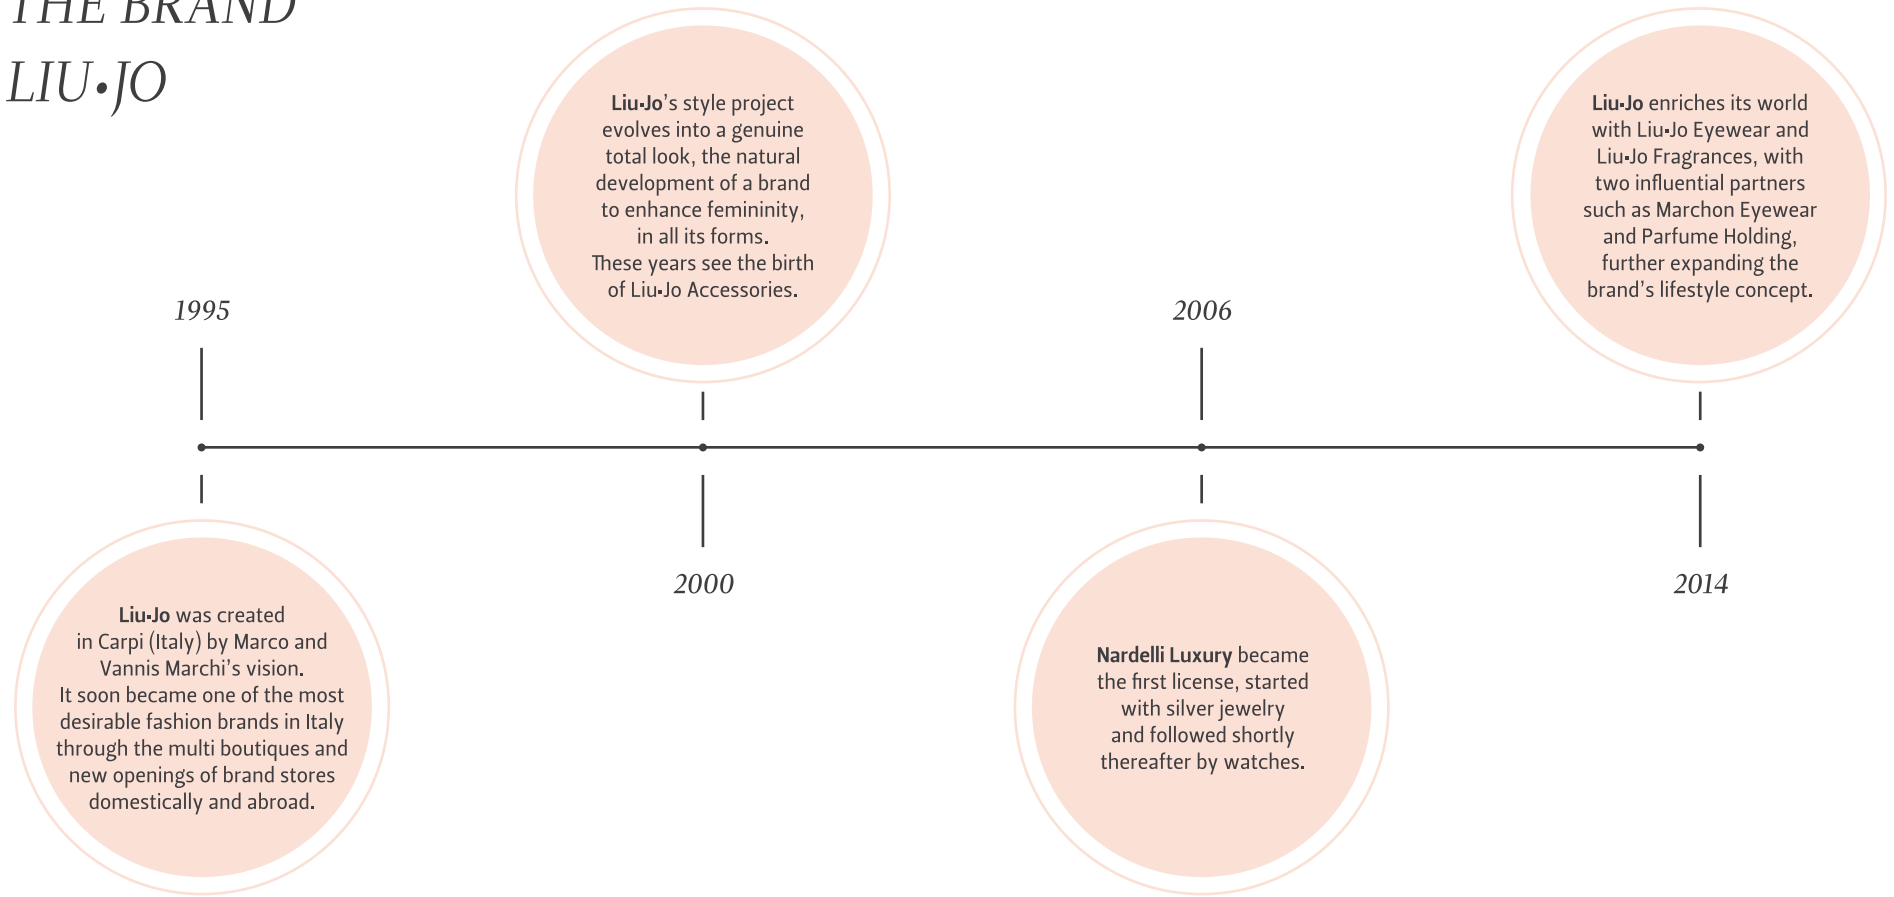 THE BRAND
LIU•JO
1995
Liu•Jo was created
in Carpi (Italy) by Marco and
Vannis Marchi’s vision.
It soon became one of the most
desirable fashion brands in Italy
through the multi boutiques and
new openings of brand stores
domestically and abroad.
Liu•Jo’s style project
evolves into a genuine
total look, the natural
development of a brand
to enhance femininity,
in all its forms.
These years see the birth
of Liu•Jo Accessories.
2000
2006
Nardelli Luxury became
the first license, started
with silver jewelry
and followed shortly
thereafter by watches.
Liu•Jo enriches its world
with Liu•Jo Eyewear and
Liu•Jo Fragrances, with
two influential partners
such as Marchon Eyewear
and Parfume Holding,
further expanding the
brand’s lifestyle concept.
2014